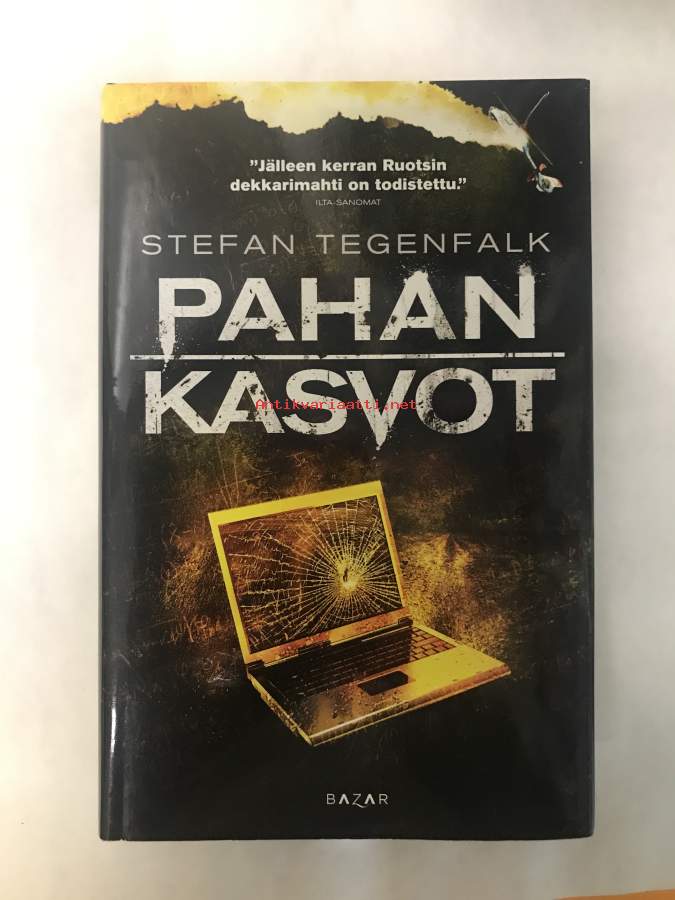 ”Jälleen kerran Ruotsin
dekkarimahti on todistettu.”
ILTA-SANOMAT
STEFAN TEGENFALK
PAHAN
KASVOT
Antikvariaatti.net
BAZAR